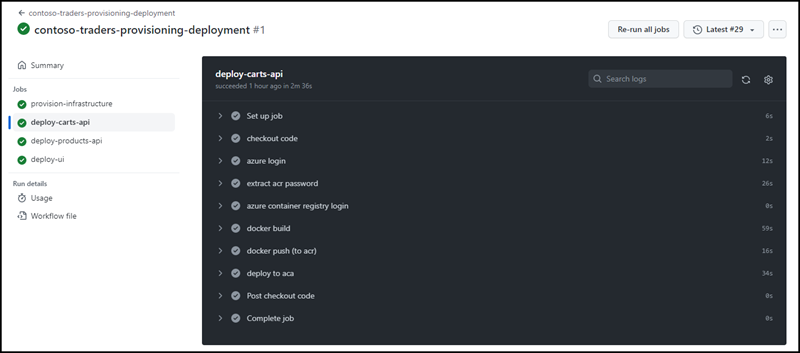 contoso-traders-provisioning-deployment
contoso-traders-provisioning-deployment #1
Re-run all jobs
Latest #29
Summary
Jobs
provision-infrastructure
deploy-carts-api
deploy-products-api
deploy-ui
Run details
Usage
Workflow file
deploy-carts-api
succeeded 1 hour ago in 2m 36s
Search logs
Set up job 6s
checkout code 2s
azure login 12s
extract acr password 26s
azure container registry login 0s
docker build 59s
docker push (to acr) 16s
deploy to aca 34s
Post checkout code 0s
Complete job 0s